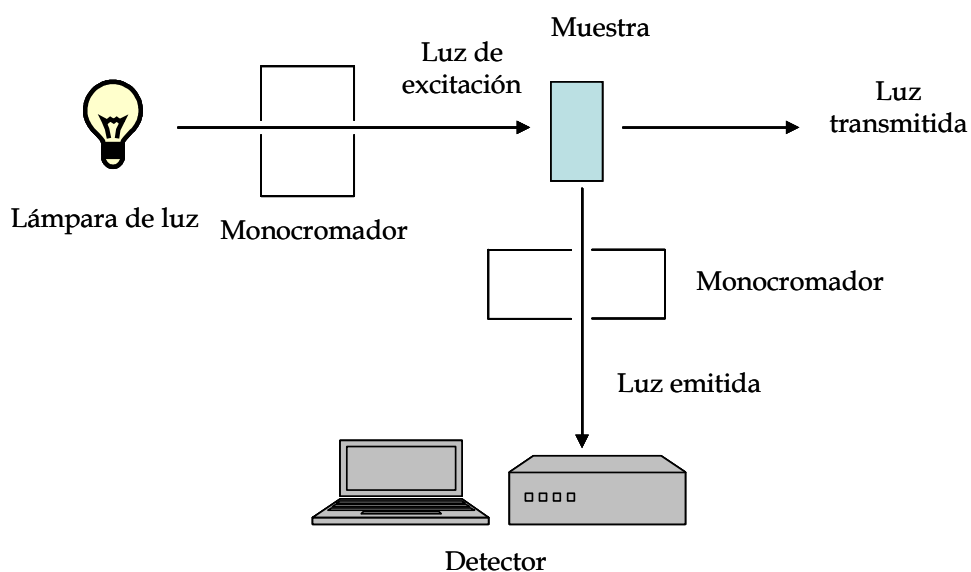 Muestra
Luz de
excitación
Luz
transmitida
Lámpara de luz
Monocromador
Monocromador
Luz emitida
Detector